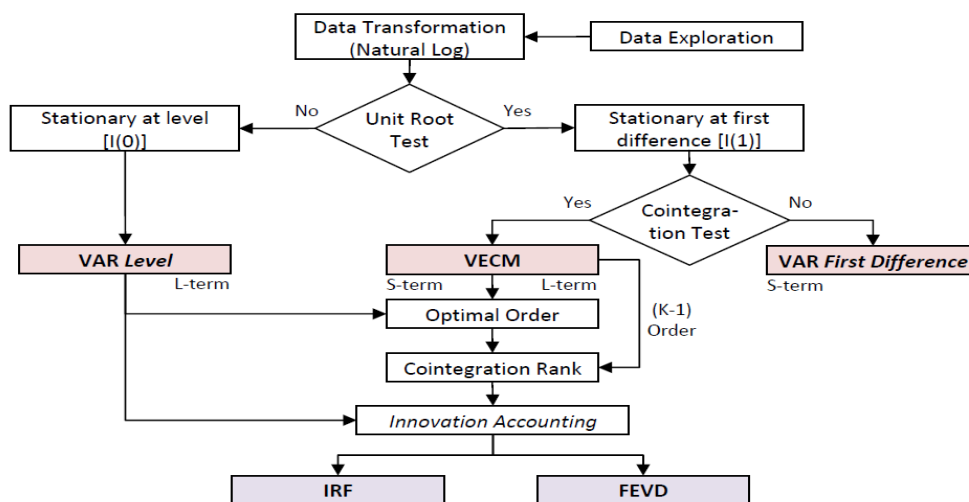 Data Transformation
(Natural Log)
Data Exploration
No
Unit Root
Test
Yes
Stationary at level
[I(0)]
Stationary at first
difference [I(1)]
Yes
Cointegra-
tion Test
No
VAR Level
L-term
VECM
S-term
L-term
VAR First Difference
S-term
Optimal Order
(K-1)
Order
Cointegration Rank
Innovation Accounting
IRF
FEVD